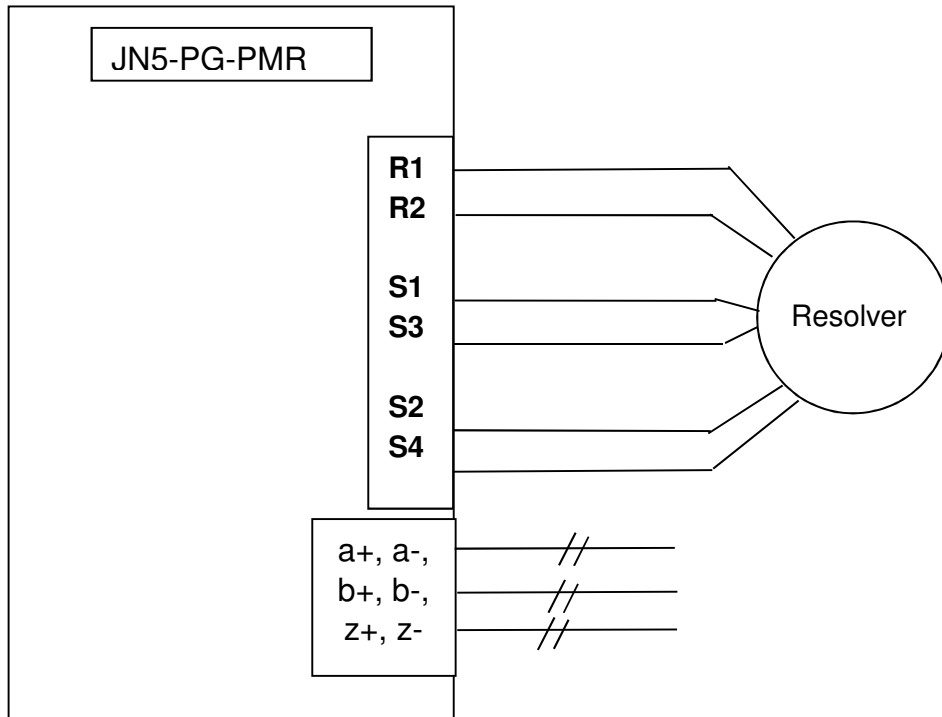 JN5-PG-PMR
R1
R2
S1
S3
Resolver
S2
S4
a+, a-,
b+, b-,
z+, z-